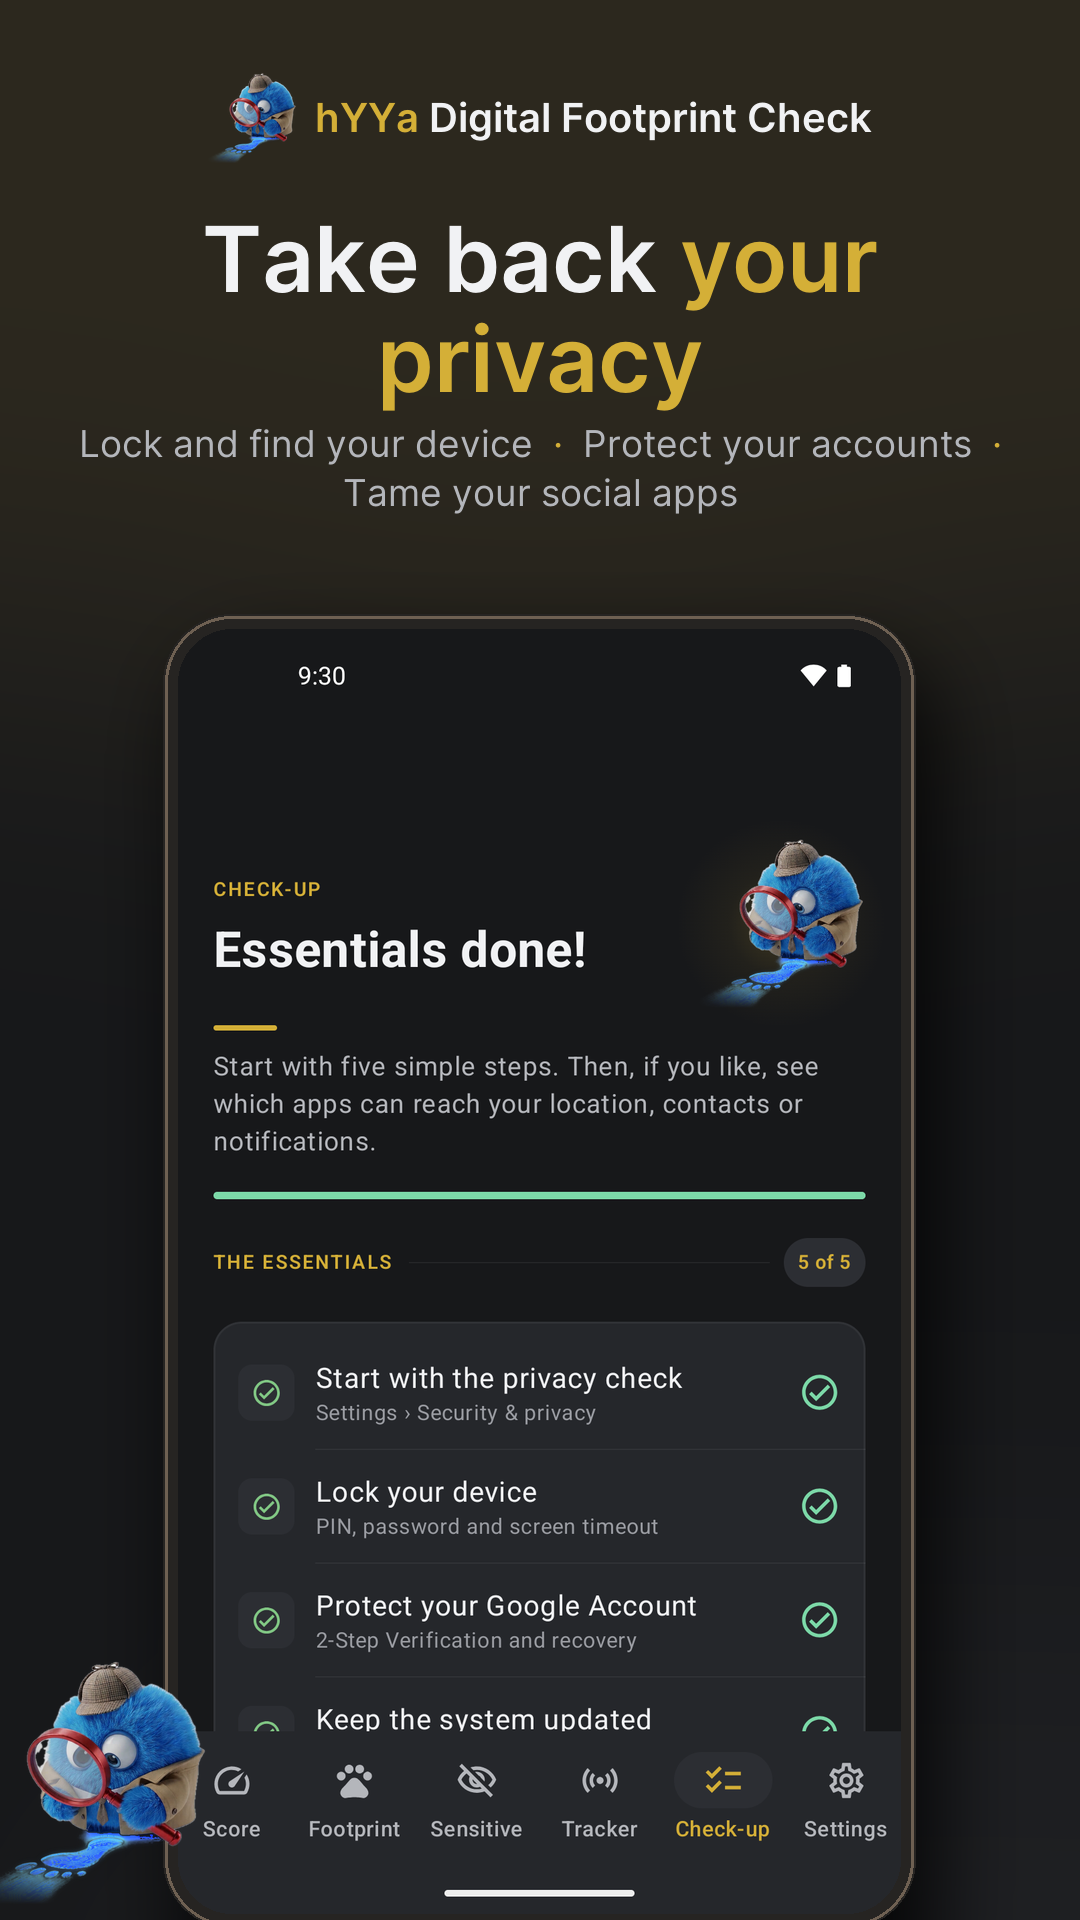 hYYa Digital Footprint Check
Take back your
privacy
Lock and find your device · Protect your accounts ·
Tame your social apps
9:30
CHECK-UP
Essentials done!
Start with five simple steps. Then, if you like, see
which apps can reach your location, contacts or
notifications.
THE ESSENTIALS
5 of 5
Start with the privacy check
Settings › Security & privacy
Lock your device
PIN, password and screen timeout
Protect your Google Account
2-Step Verification and recovery
Keep the system updated
Score
Footprint
Sensitive
Tracker
Check-up
Settings